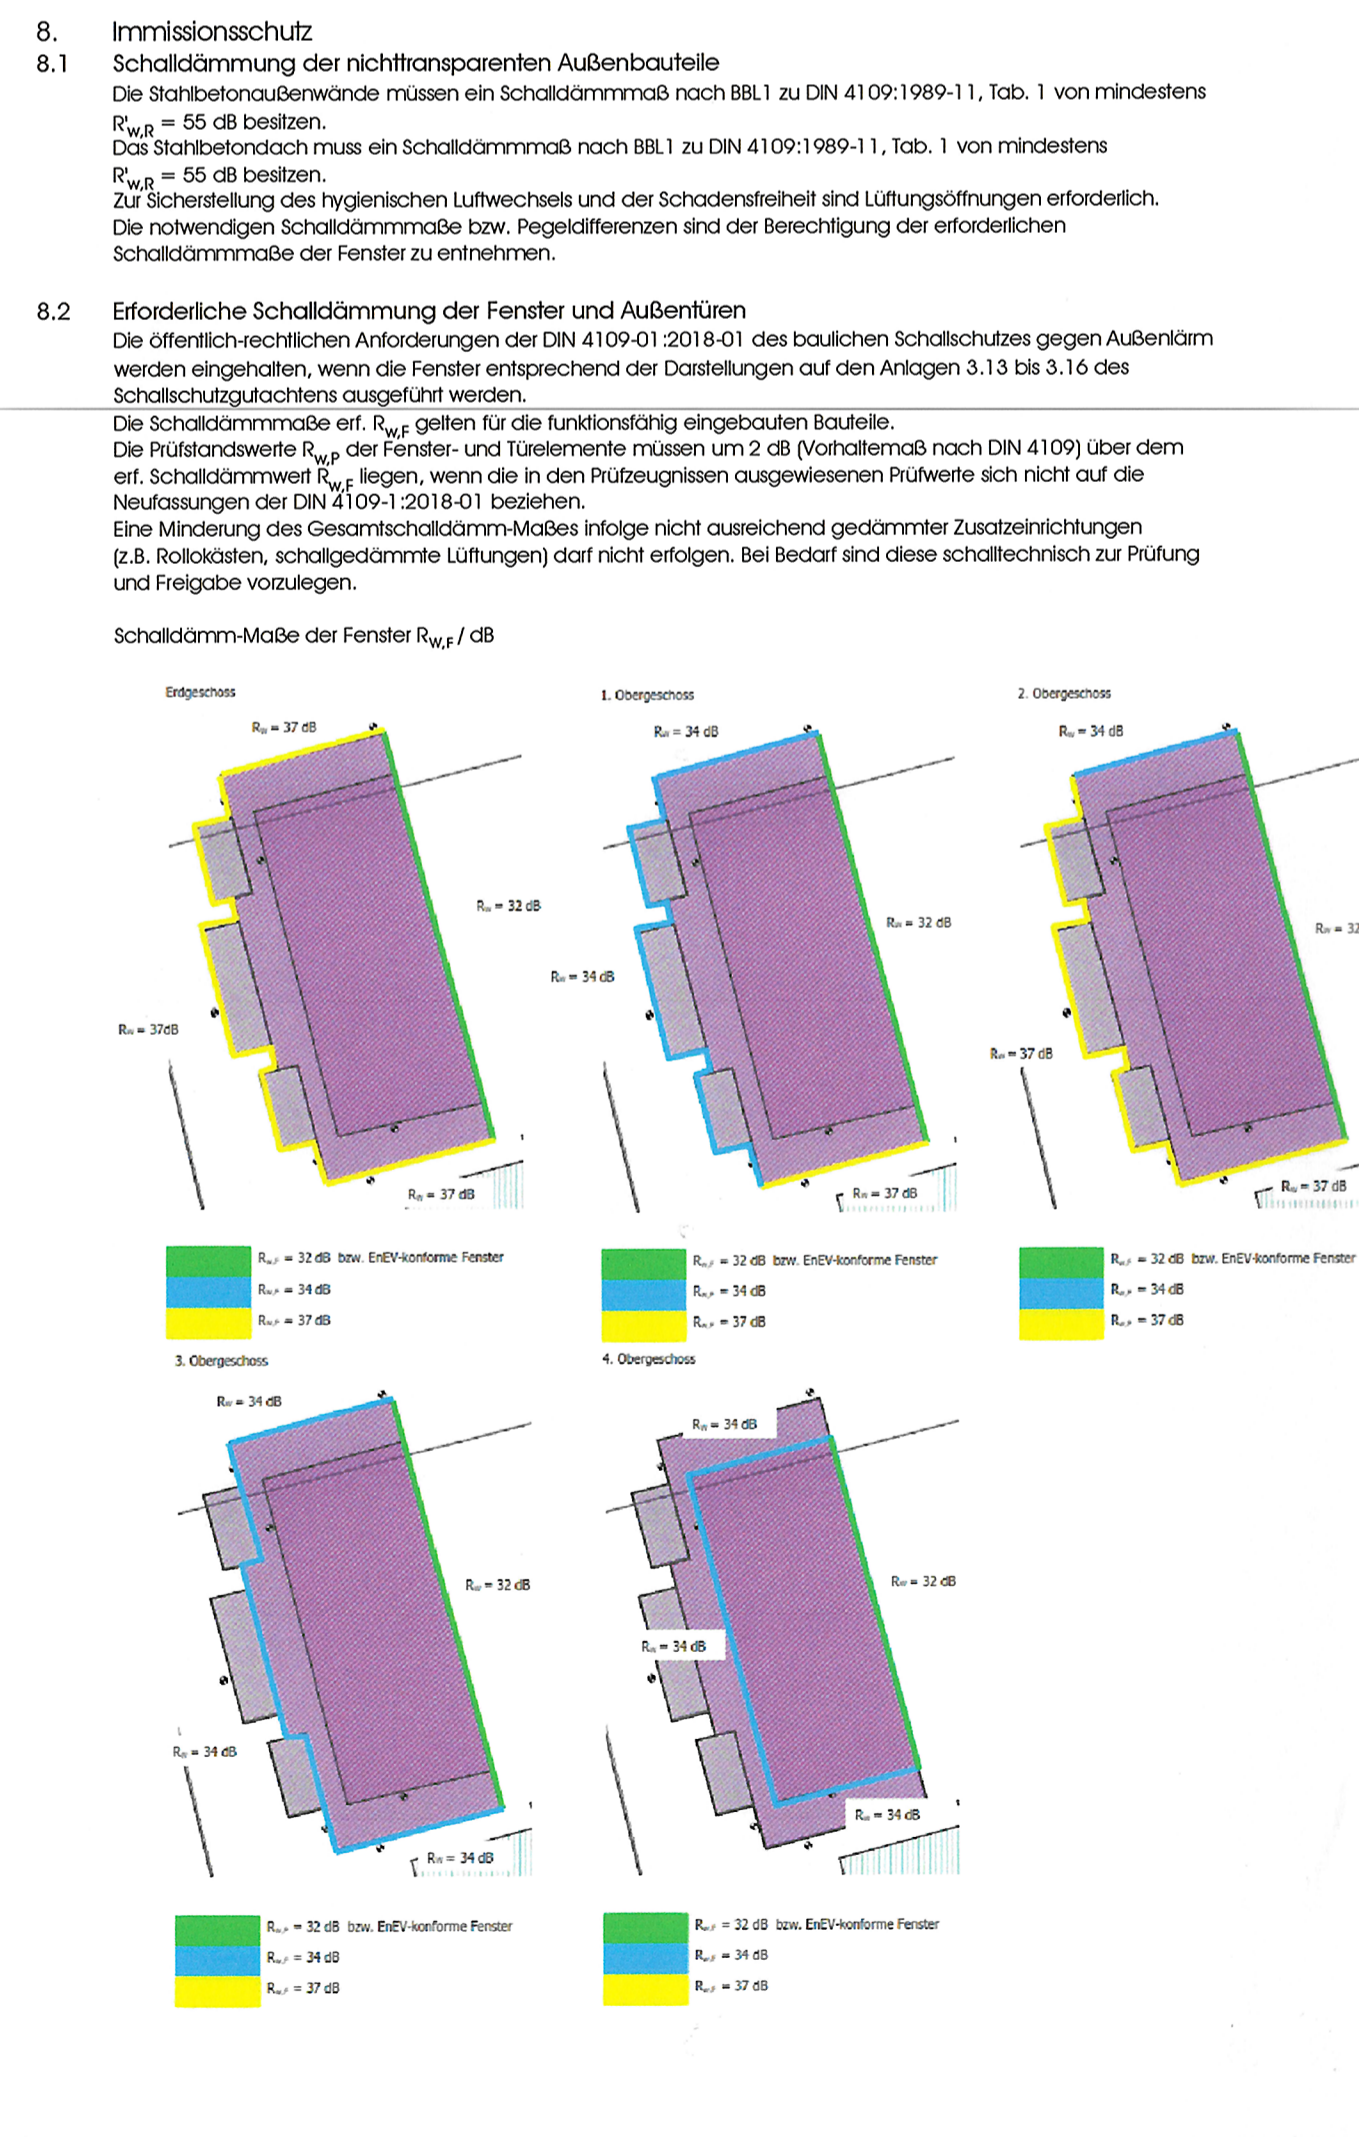 8. Immissionsschutz
8.1 Schalldämmung der nichttransparenten Außenbauteile
Die Stahlbetonaußenwände müssen ein Schalldämmmaß nach BBL1 zu DIN 4109:1989-11, Tab. 1 von mindestens
R'w,R = 55 dB besitzen.
Das Stahlbetondach muss ein Schalldämmmaß nach BBL1 zu DIN 4109:1989-11, Tab. 1 von mindestens
R'w,R = 55 dB besitzen.
Zur Sicherstellung des hygienischen Luftwechsels und der Schadensfreiheit sind Lüftungsöffnungen erforderlich.
Die notwendigen Schalldämmmaße bzw. Pegeldifferenzen sind der Berechtigung der erforderlichen
Schalldämmmaße der Fenster zu entnehmen.
8.2 Erforderliche Schalldämmung der Fenster und Außentüren
Die öffentlich-rechtlichen Anforderungen der DIN 4109-01:2018-01 des baulichen Schallschutzes gegen Außenlärm
werden eingehalten, wenn die Fenster entsprechend der Darstellungen auf den Anlagen 3.13 bis 3.16 des
Schallschutzgutachtens ausgeführt werden.
Die Schalldämmmaße erf. Rw,F gelten für die funktionsfähig eingebauten Bauteile.
Die Prüfstandswerte Rw,P der Fenster- und Türelemente müssen um 2 dB (Vorhaltemaß nach DIN 4109) über dem
erf. Schalldämmwert Rw,F liegen, wenn die in den Prüfzeugnissen ausgewiesenen Prüfwerte sich nicht auf die
Neufassungen der DIN 4109-1:2018-01 beziehen.
Eine Minderung des Gesamtschalldämm-Maßes infolge nicht ausreichend gedämmter Zusatzeinrichtungen
(z.B. Rollokästen, schallgedämmte Lüftungen) darf nicht erfolgen. Bei Bedarf sind diese schalltechnisch zur Prüfung
und Freigabe vorzulegen.
Schalldämm-Maße der Fenster Rw,F / dB
Erdgeschoss
Rw = 37 dB
Rw = 32 dB
Rw = 37dB
Rw = 37 dB
Rw,F = 32 dB bzw. EnEV-konforme Fenster
Rw,F = 34 dB
Rw,F = 37 dB
1. Obergeschoss
Rw = 34 dB
Rw = 32 dB
Rw = 34 dB
Rw = 37 dB
Rw,F = 32 dB bzw. EnEV-konforme Fenster
Rw,F = 34 dB
Rw,F = 37 dB
2. Obergeschoss
Rw = 34 dB
Rw = 32
Rw = 37 dB
Rw = 37 dB
Rw,F = 32 dB bzw. EnEV-konforme Fenster
Rw,F = 34 dB
Rw,F = 37 dB
3. Obergeschoss
Rw = 34 dB
Rw = 32 dB
Rw = 34 dB
Rw = 34 dB
Rw,F = 32 dB bzw. EnEV-konforme Fenster
Rw,F = 34 dB
Rw,F = 37 dB
4. Obergeschoss
Rw = 34 dB
Rw = 32 dB
Rw = 34 dB
Rw = 34 dB
Rw,F = 32 dB bzw. EnEV-konforme Fenster
Rw,F = 34 dB
Rw,F = 37 dB